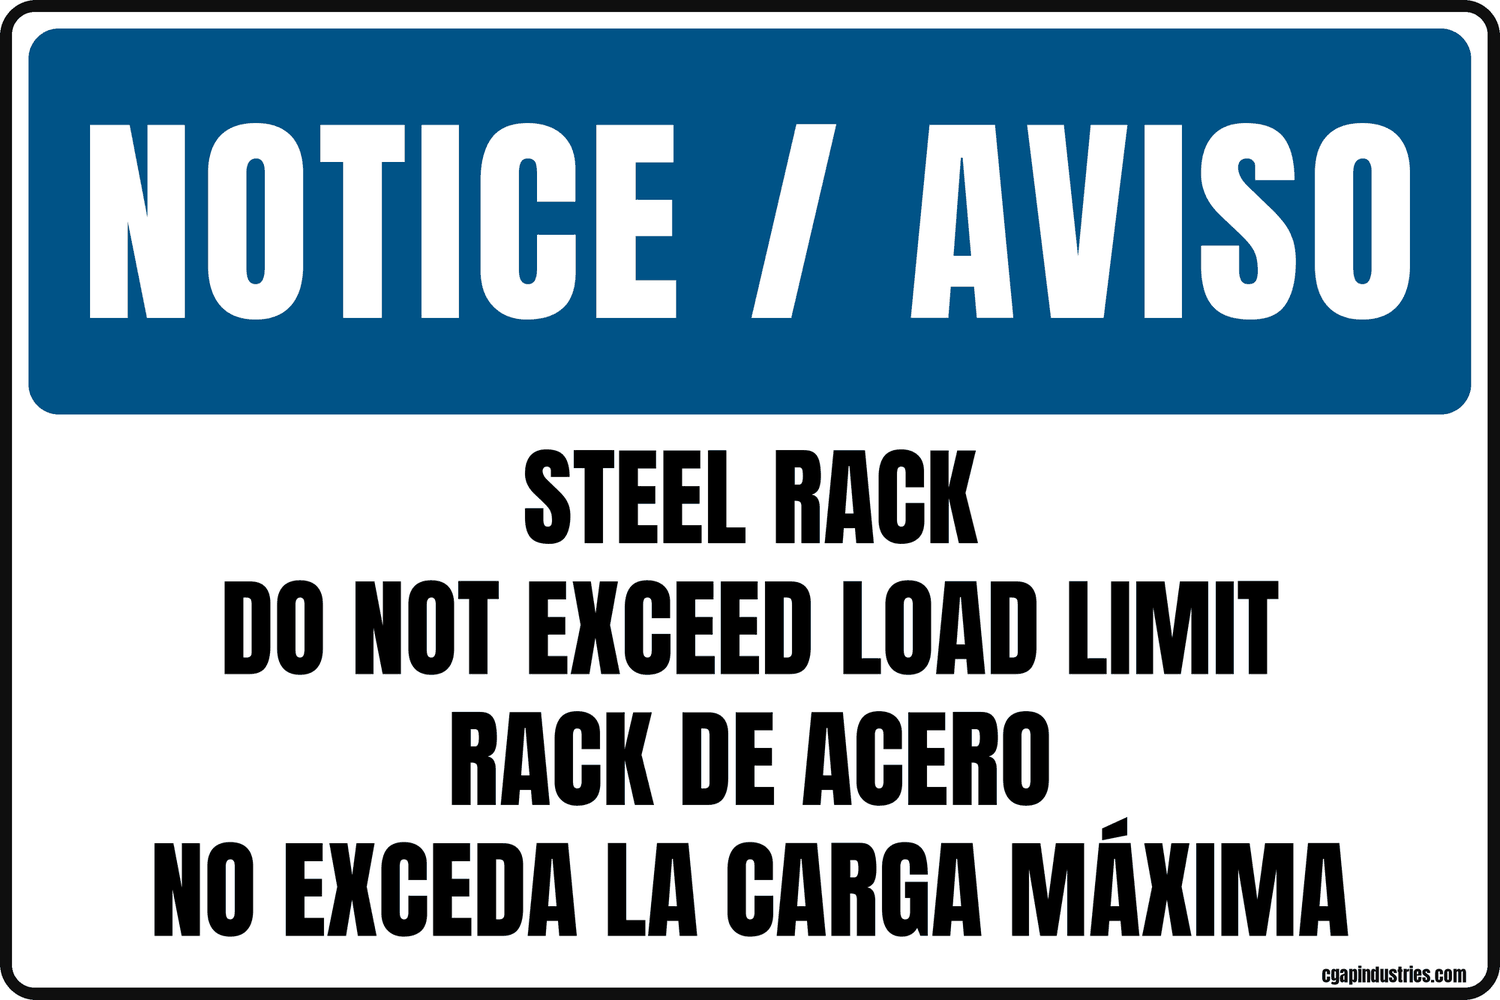 NOTICE / AVISO
STEEL RACK
DO NOT EXCEED LOAD LIMIT
RACK DE ACERO
NO EXCEDA LA CARGA MÁXIMA
cgapindustries.com